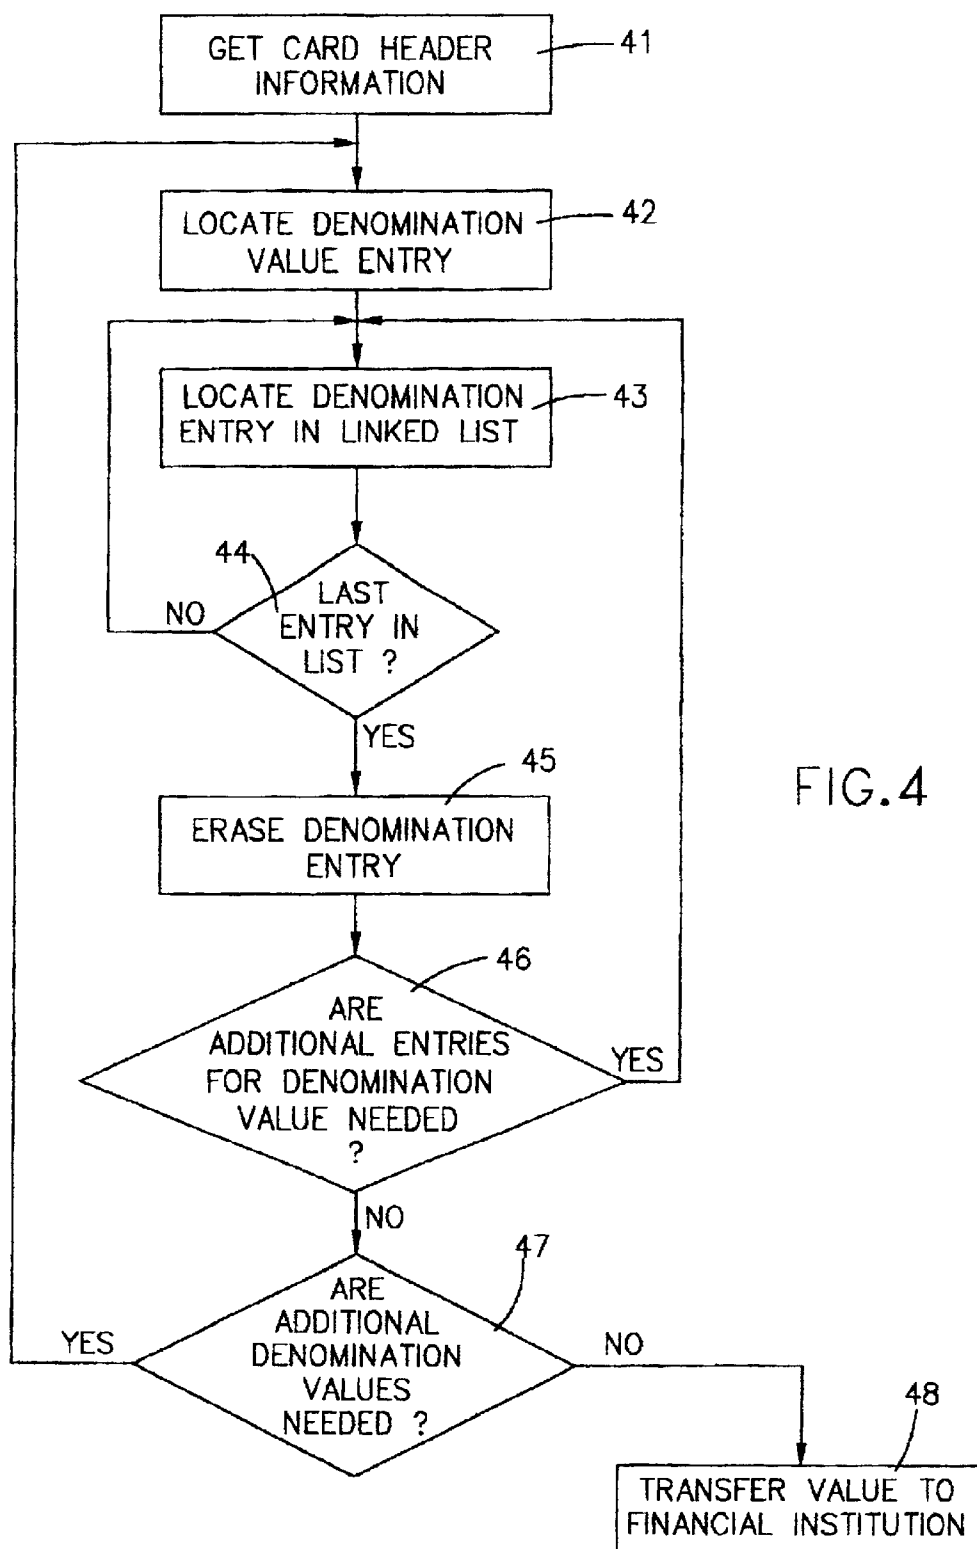 GET CARD HEADER
INFORMATION
41
LOCATE DENOMINATION
VALUE ENTRY
42
LOCATE DENOMINATION
ENTRY IN LINKED LIST
43
44
LAST
ENTRY IN
LIST ?
NO
YES
45
ERASE DENOMINATION
ENTRY
FIG.4
46
ARE
ADDITIONAL ENTRIES
FOR DENOMINATION
VALUE NEEDED
?
YES
NO
47
ARE
ADDITIONAL
DENOMINATION
VALUES
NEEDED ?
YES
NO
48
TRANSFER VALUE TO
FINANCIAL INSTITUTION